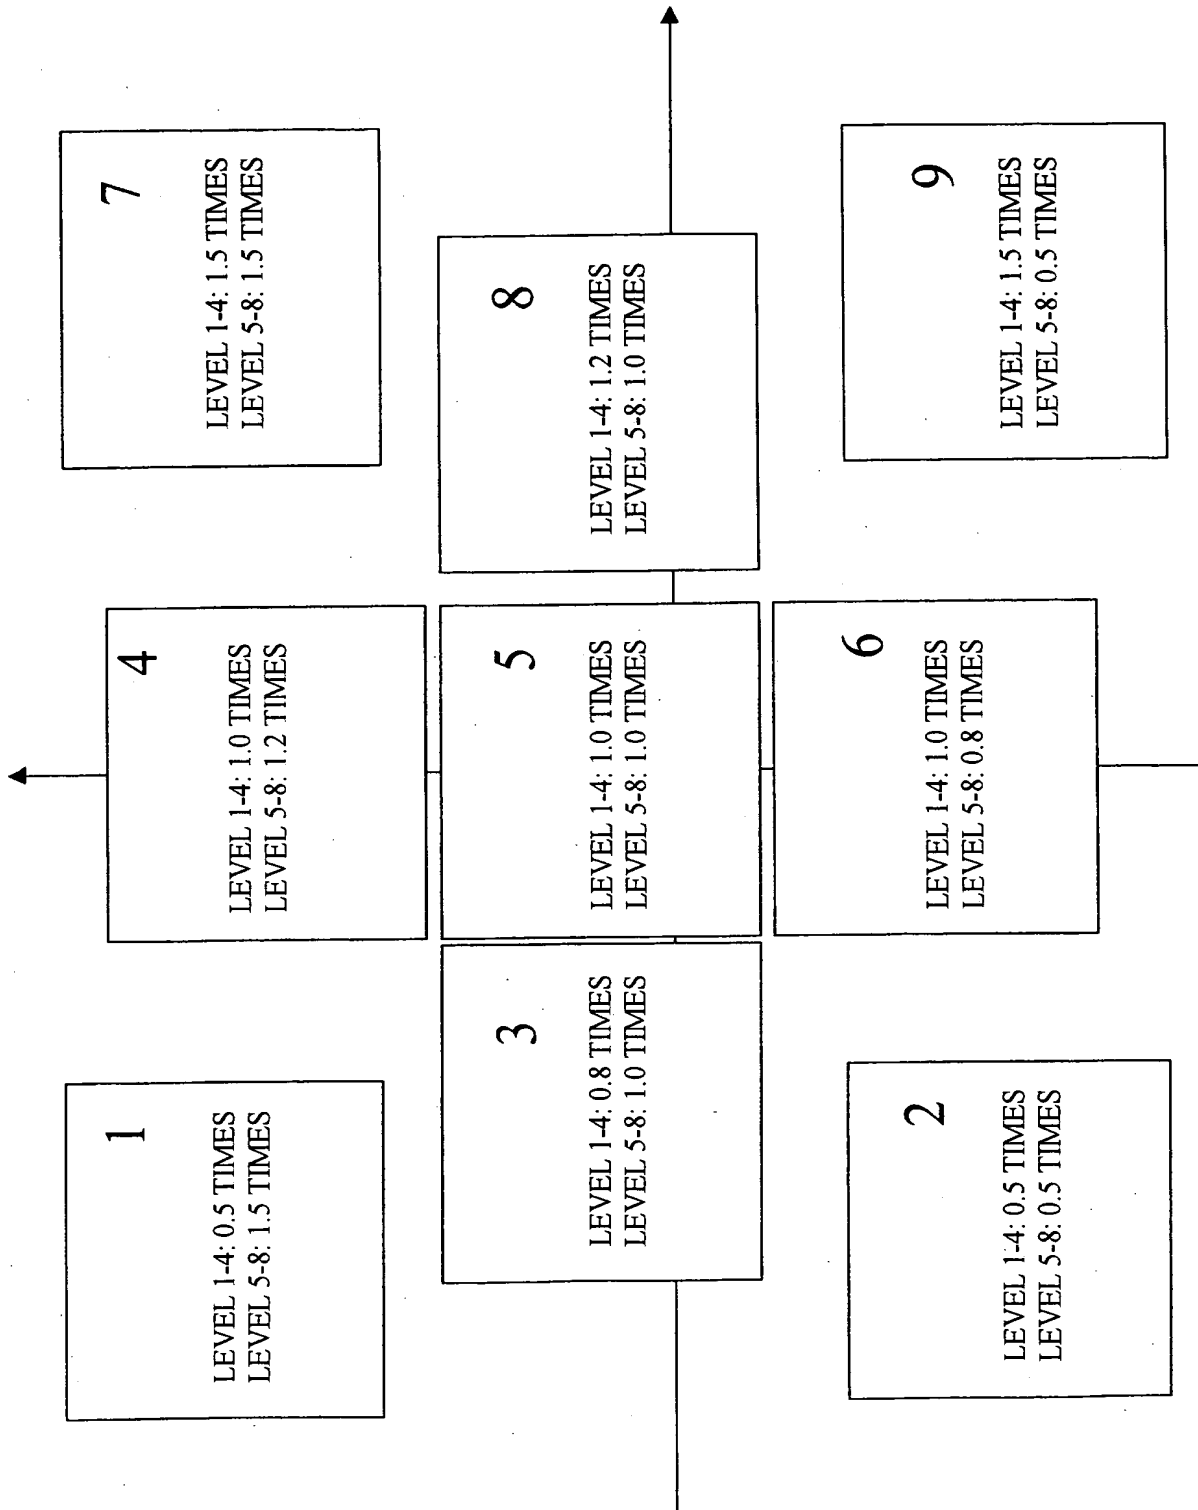 1
LEVEL 1-4: 0.5 TIMES
LEVEL 5-8: 1.5 TIMES
4
LEVEL 1-4: 1.0 TIMES
LEVEL 5-8: 1.2 TIMES
7
LEVEL 1-4: 1.5 TIMES
LEVEL 5-8: 1.5 TIMES
3
LEVEL 1-4: 0.8 TIMES
LEVEL 5-8: 1.0 TIMES
5
LEVEL 1-4: 1.0 TIMES
LEVEL 5-8: 1.0 TIMES
8
LEVEL 1-4: 1.2 TIMES
LEVEL 5-8: 1.0 TIMES
2
LEVEL 1-4: 0.5 TIMES
LEVEL 5-8: 0.5 TIMES
6
LEVEL 1-4: 1.0 TIMES
LEVEL 5-8: 0.8 TIMES
9
LEVEL 1-4: 1.5 TIMES
LEVEL 5-8: 0.5 TIMES